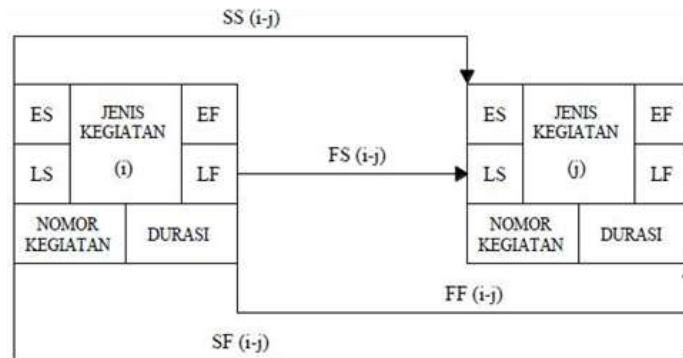 SS (i-j)
ES
JENIS
KEGIATAN
(i)
EF
LS
LF
NOMOR
KEGIATAN
DURASI
FS (i-j)
ES
JENIS
KEGIATAN
(j)
EF
LS
LF
NOMOR
KEGIATAN
DURASI
FF (i-j)
SF (i-j)